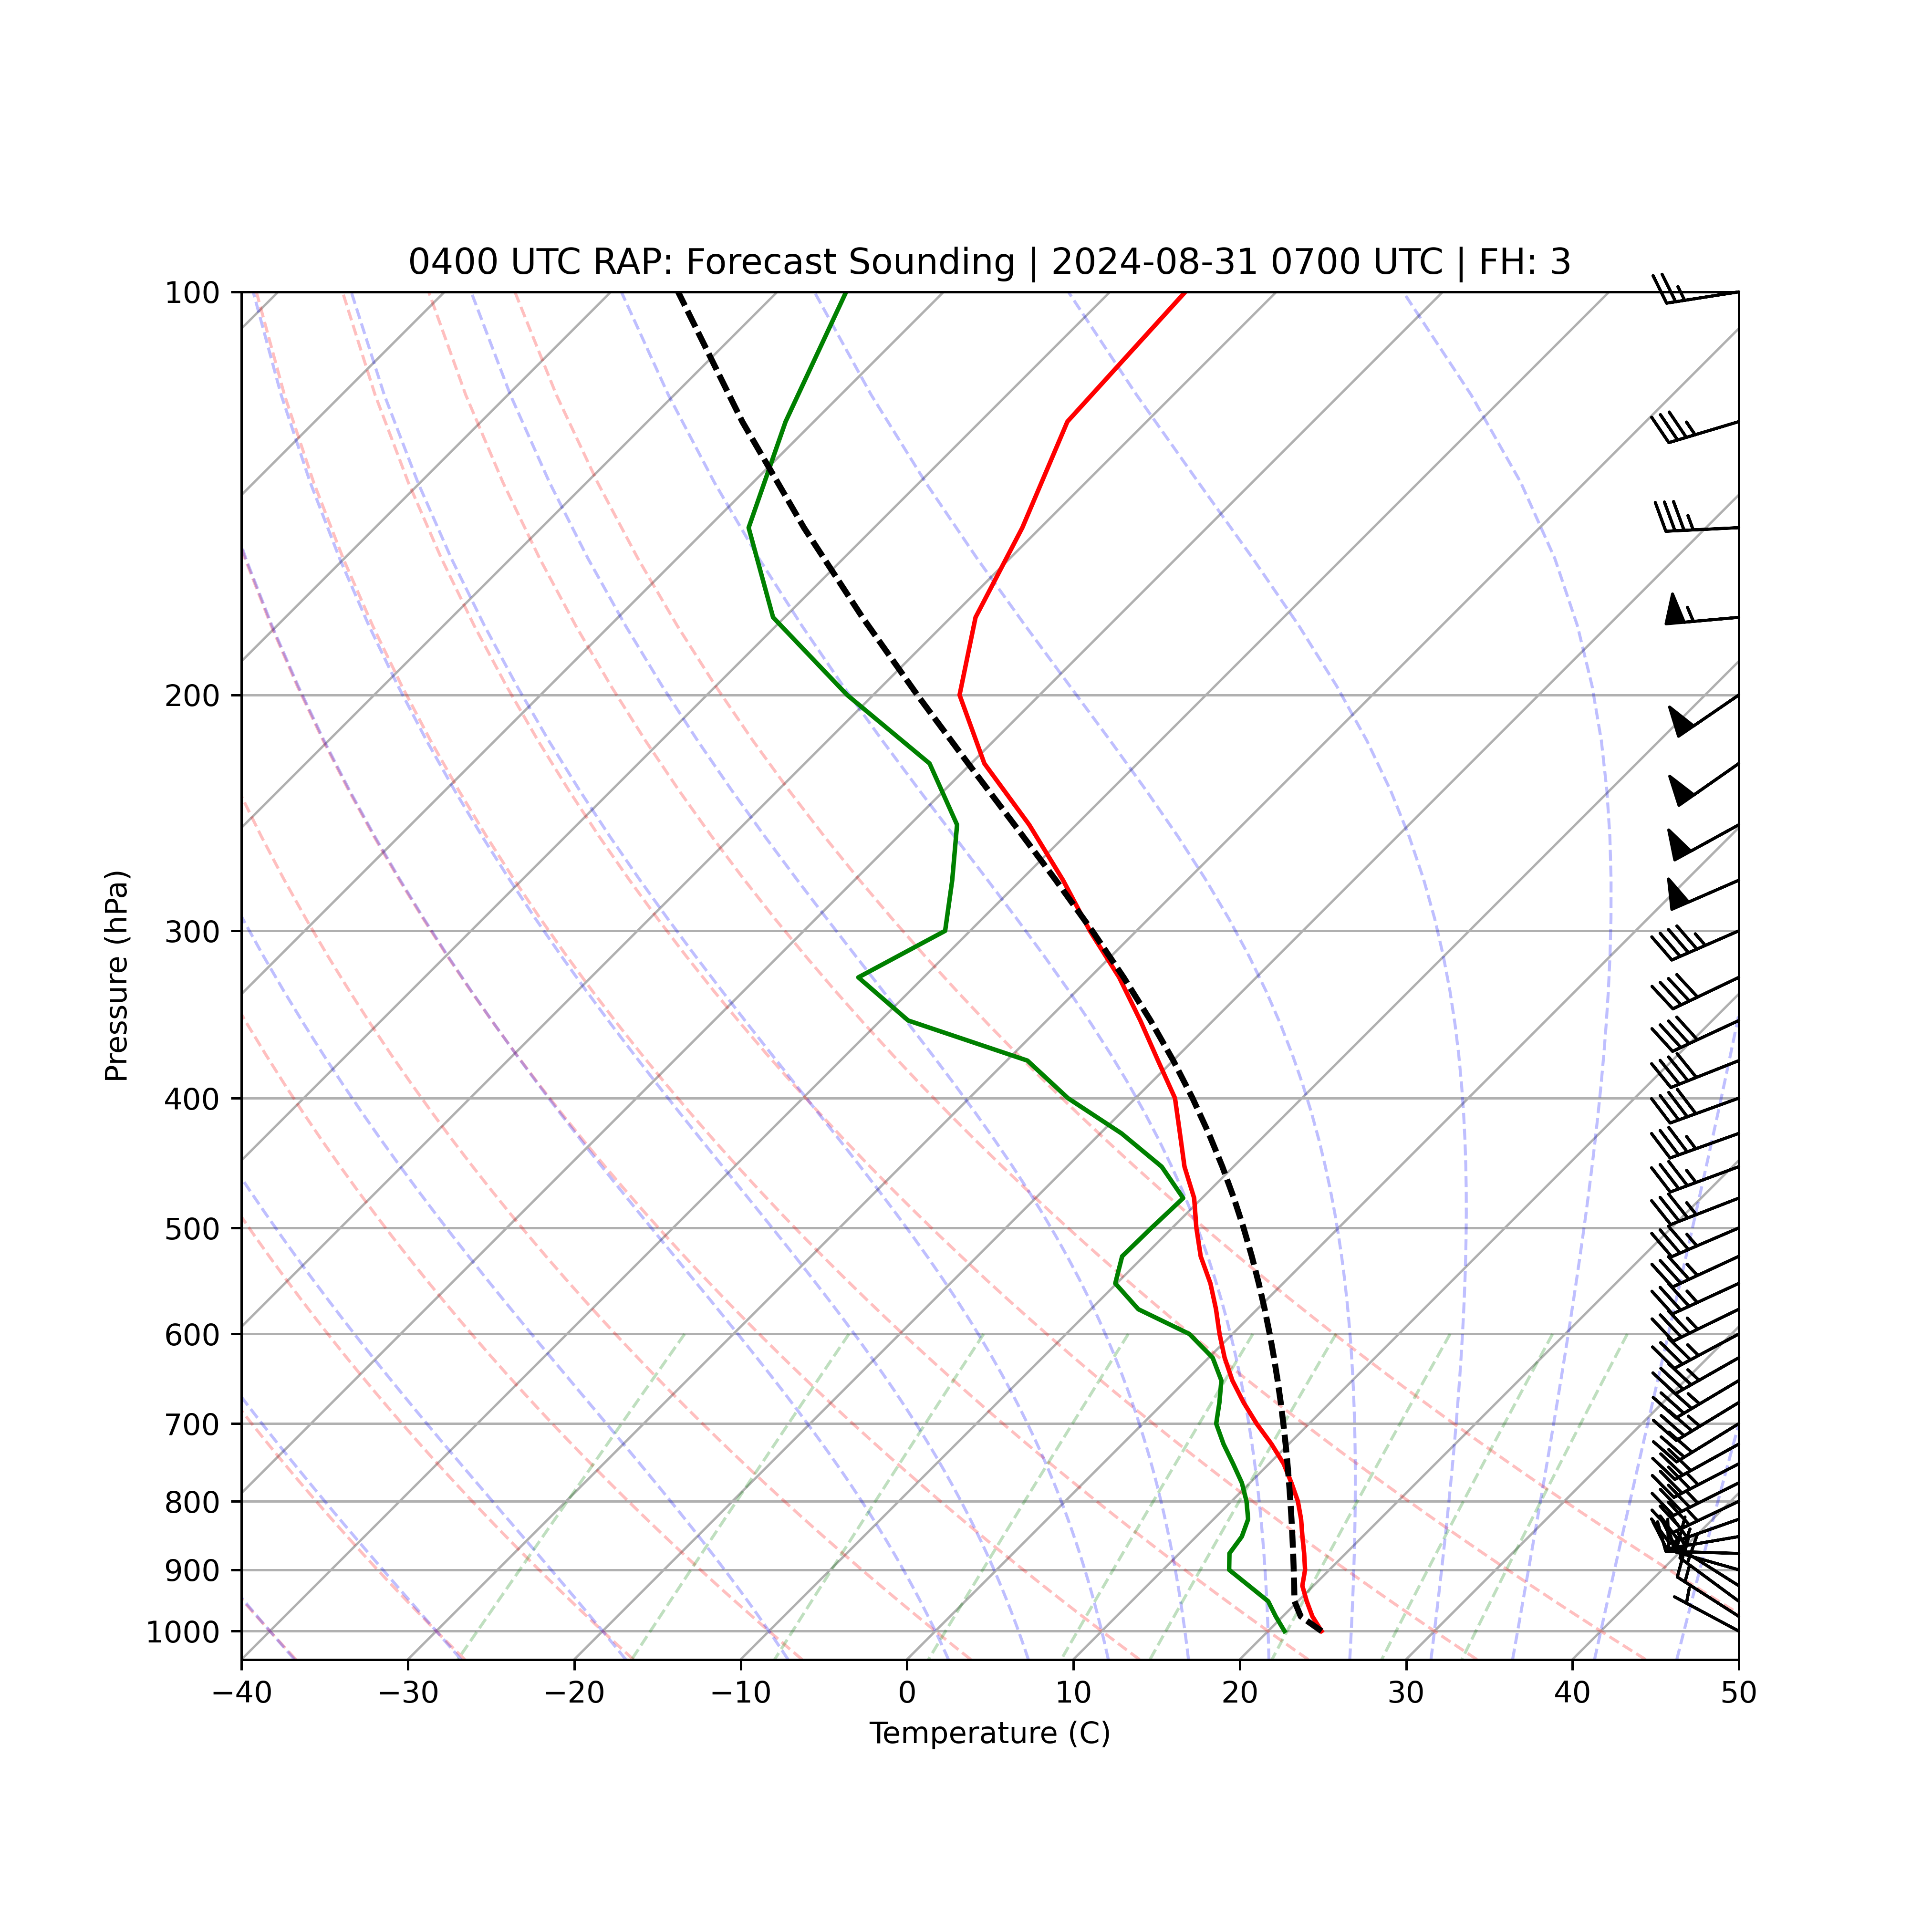 0400 UTC RAP: Forecast Sounding | 2024-08-31 0700 UTC | FH: 3
100
200
300
400
500
600
700
800
900
1000
Pressure (hPa)
−40 −30 −20 −10 0 10 20 30 40 50
Temperature (C)